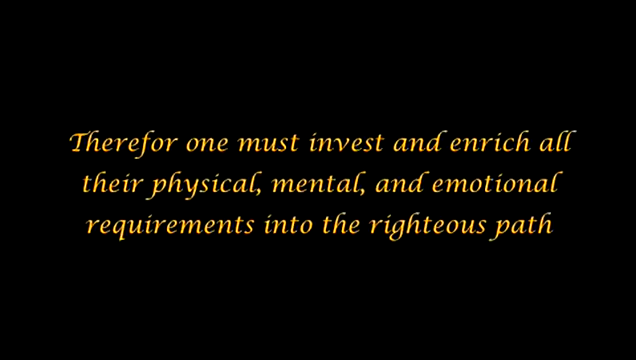 Therefor one must invest and enrich all
their physical, mental, and emotional
requirements into the righteous path